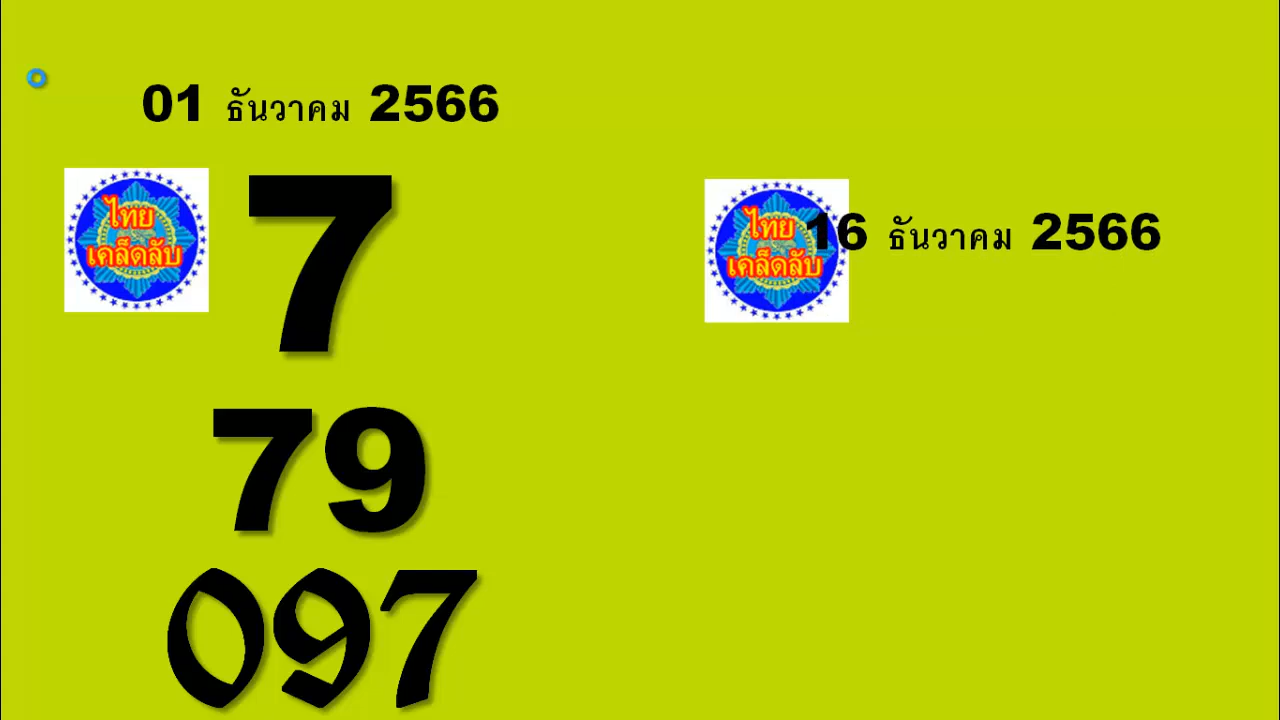 01 ธันวาคม 2566
ไทย
เคล็ดลับ
7
79
097
ไทย
เคล็ดลับ
16 ธันวาคม 2566